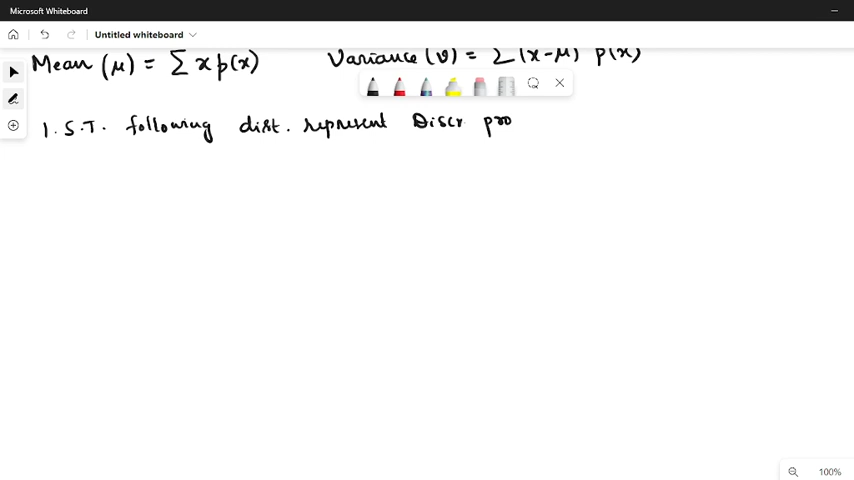 Microsoft Whiteboard
Untitled whiteboard
Mean (μ) = Σ x p(x) Variance (v) = Σ (x-μ) p(x)
1. S.T. following dist. represent Discr. pro
100%